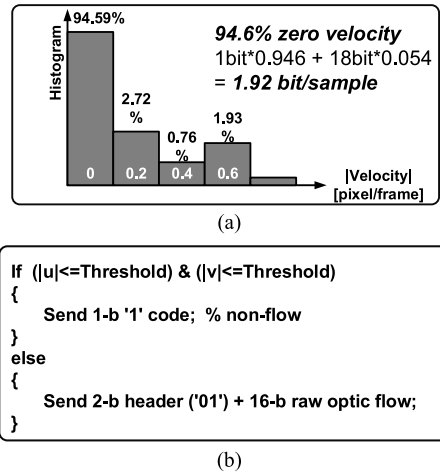 94.59%
94.6% zero velocity
1bit*0.946 + 18bit*0.054
= 1.92 bit/sample
Histogram
2.72
%
0.76
%
1.93
%
0 0.2 0.4 0.6
|Velocity|
[pixel/frame]
(a)
If (|u|<=Threshold) & (|v|<=Threshold)
{
Send 1-b '1' code; % non-flow
}
else
{
Send 2-b header ('01') + 16-b raw optic flow;
}
(b)